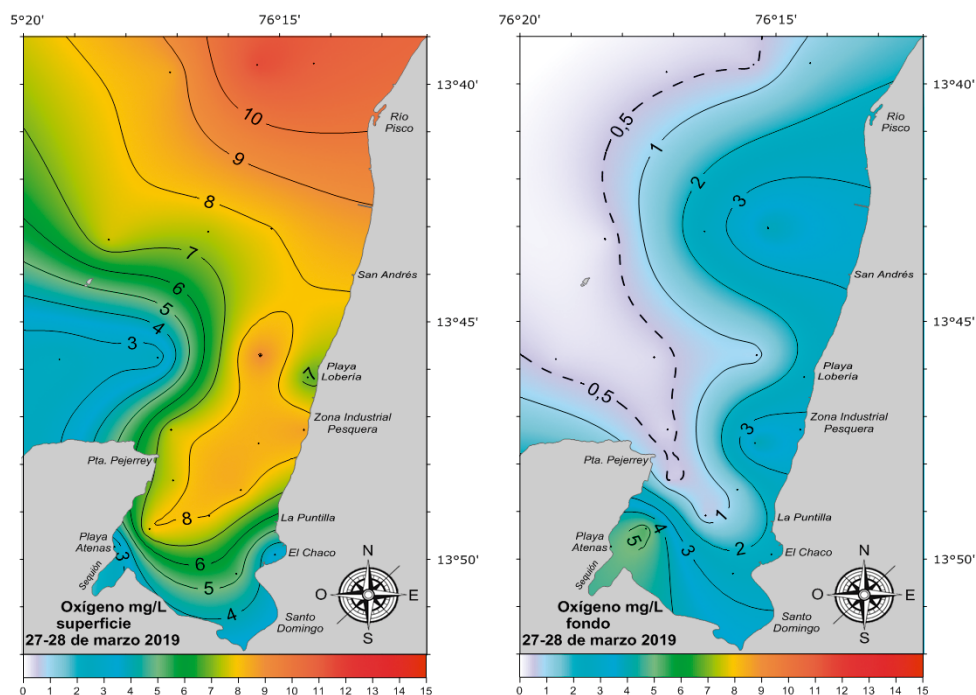 5°20' 76°15'
10
9
8
7
6
5
4
3
7
8
6
5
4
3
Río
Pisco
San Andrés
Playa
Lobería
Zona Industrial
Pesquera
Pta. Pejerrey
La Puntilla
Playa
Atenas
El Chaco
Sequión
Santo
Domingo
N
O E
S
Oxígeno mg/L
superficie
27-28 de marzo 2019
0 1 2 3 4 5 6 7 8 9 10 11 12 13 14 15
13°40'
13°45'
13°50'
76°20' 76°15'
0,5
1
2
3
0,5
3
1
2
4
5
3
Río
Pisco
San Andrés
Playa
Lobería
Zona Industrial
Pesquera
Pta. Pejerrey
La Puntilla
Playa
Atenas
El Chaco
Sequión
Santo
Domingo
N
O E
S
Oxígeno mg/L
fondo
27-28 de marzo 2019
0 1 2 3 4 5 6 7 8 9 10 11 12 13 14 15
13°40'
13°45'
13°50'